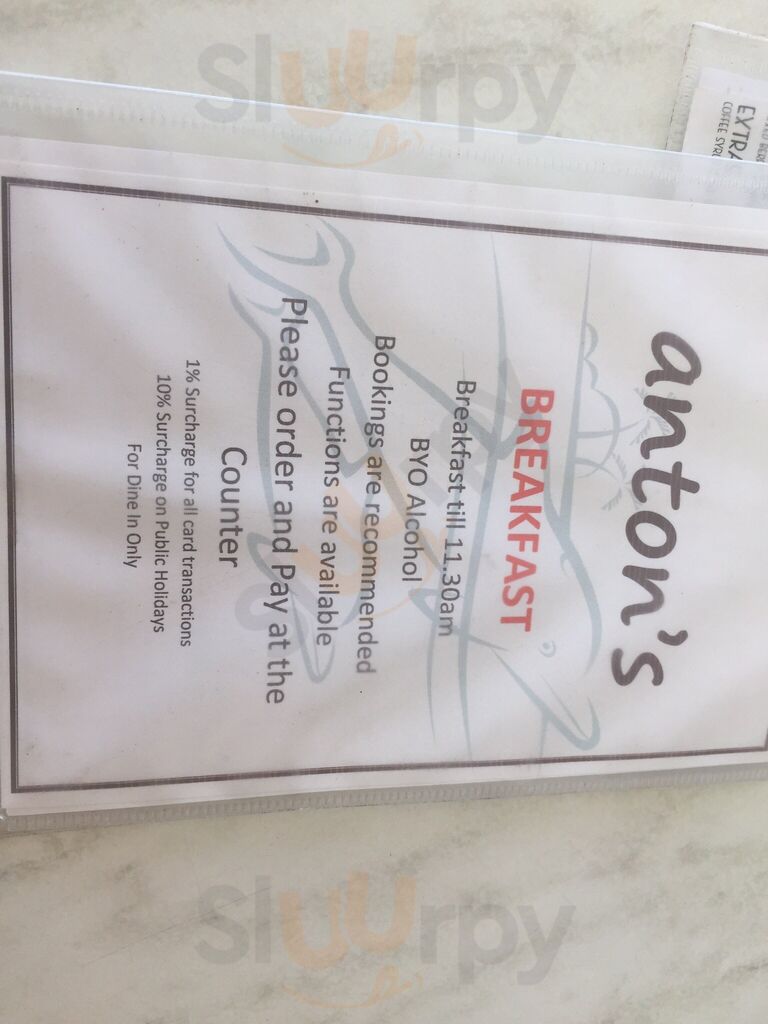 anton's
BREAKFAST
Breakfast till 11.30am
BYO Alcohol
Bookings are recommended
Functions are available
Please order and Pay at the
Counter
1% Surcharge for all card transactions
10% Surcharge on Public Holidays
For Dine In Only
EXTRA
COFFEE
Sluurpy
Sluurpy